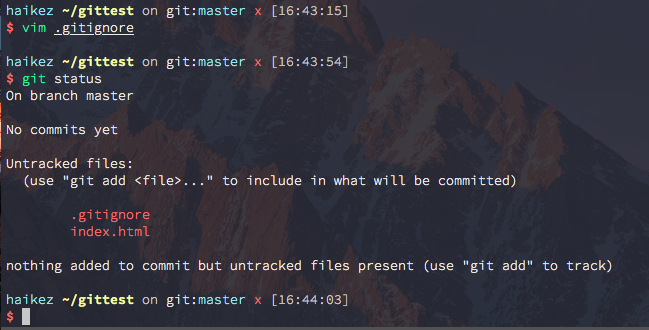 haikez ~/gittest on git:master x [16:43:15]
$ vim .gitignore
haikez ~/gittest on git:master x [16:43:54]
$ git status
On branch master
No commits yet
Untracked files:
(use "git add <file>..." to include in what will be committed)
.gitignore
index.html
nothing added to commit but untracked files present (use "git add" to track)
haikez ~/gittest on git:master x [16:44:03]
$